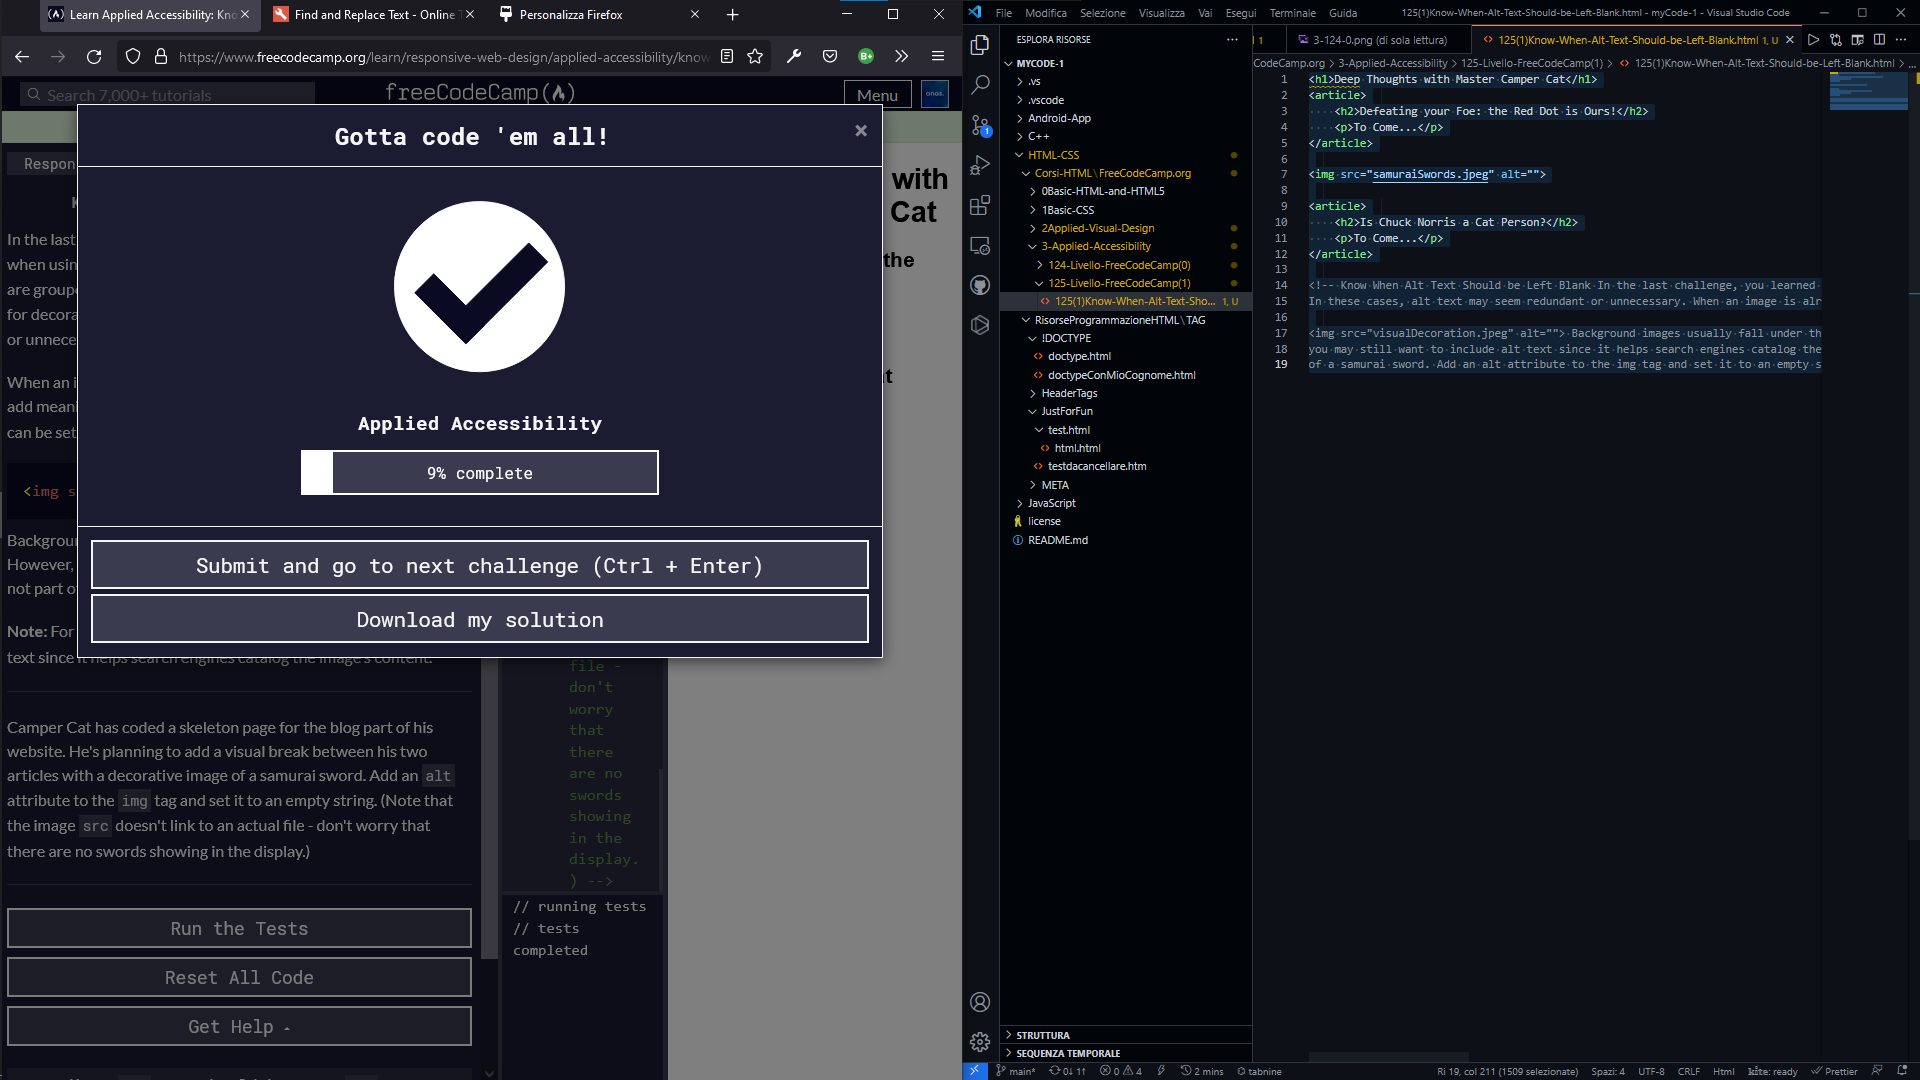 Learn Applied Accessibility: Kno
Find and Replace Text - Online T
Personalizza Firefox
https://www.freecodecamp.org/learn/responsive-web-design/applied-accessibility/know
Search 7,000+ tutorials
freeCodeCamp(🔥)
Menu
Respon
Gotta code 'em all!
with
Cat
the
Applied Accessibility
9% complete
Submit and go to next challenge (Ctrl + Enter)
Download my solution
In the last
when usin
are groupe
for decora
or unnece
When an i
add meani
can be set
<img s
Backgroun
However,
not part o
Note: For
text since it helps search engines catalog the image's content.
Camper Cat has coded a skeleton page for the blog part of his
website. He's planning to add a visual break between his two
articles with a decorative image of a samurai sword. Add an alt
attribute to the img tag and set it to an empty string. (Note that
the image src doesn't link to an actual file - don't worry that
there are no swords showing in the display.)
Run the Tests
Reset All Code
Get Help
file -
don't
worry
that
there
are no
swords
showing
in the
display.
) -->
// running tests
// tests
completed
File Modifica Selezione Visualizza Vai Esegui Terminale Guida
125(1)Know-When-Alt-Text-Should-be-Left-Blank.html - myCode-1 - Visual Studio Code
ESPLORA RISORSE
1
3-124-0.png (di sola lettura)
125(1)Know-When-Alt-Text-Should-be-Left-Blank.html 1, U
CodeCamp.org > 3-Applied-Accessibility > 125-Livello-FreeCodeCamp(1) > 125(1)Know-When-Alt-Text-Should-be-Left-Blank.html > ...
MYCODE-1
.vs
.vscode
Android-App
C++
HTML-CSS
Corsi-HTML\FreeCodeCamp.org
0Basic-HTML-and-HTML5
1Basic-CSS
2Applied-Visual-Design
3-Applied-Accessibility
124-Livello-FreeCodeCamp(0)
125-Livello-FreeCodeCamp(1)
125(1)Know-When-Alt-Text-Sho... 1, U
RisorseProgrammazioneHTML\TAG
!DOCTYPE
doctype.html
doctypeConMioCognome.html
HeaderTags
JustForFun
test.html
html.html
testdacancellare.htm
META
JavaScript
license
README.md
STRUTTURA
SEQUENZA TEMPORALE
1 <h1>Deep Thoughts with Master Camper Cat</h1>
2 <article>
3 <h2>Defeating your Foe: the Red Dot is Ours!</h2>
4 <p>To Come...</p>
5 </article>
6
7 <img src="samuraiSwords.jpeg" alt="">
8
9 <article>
10 <h2>Is Chuck Norris a Cat Person?</h2>
11 <p>To Come...</p>
12 </article>
13
14 <!-- Know When Alt Text Should be Left Blank In the last challenge, you learned
15 In these cases, alt text may seem redundant or unnecessary. When an image is alr
16
17 <img src="visualDecoration.jpeg" alt=""> Background images usually fall under th
18 you may still want to include alt text since it helps search engines catalog the
19 of a samurai sword. Add an alt attribute to the img tag and set it to an empty s
main* 0↓ 1↑ 0 4 2 mins tabnine
Ri 19, col 211 (1509 selezionate) Spazi: 4 UTF-8 CRLF Html kite: ready Prettier